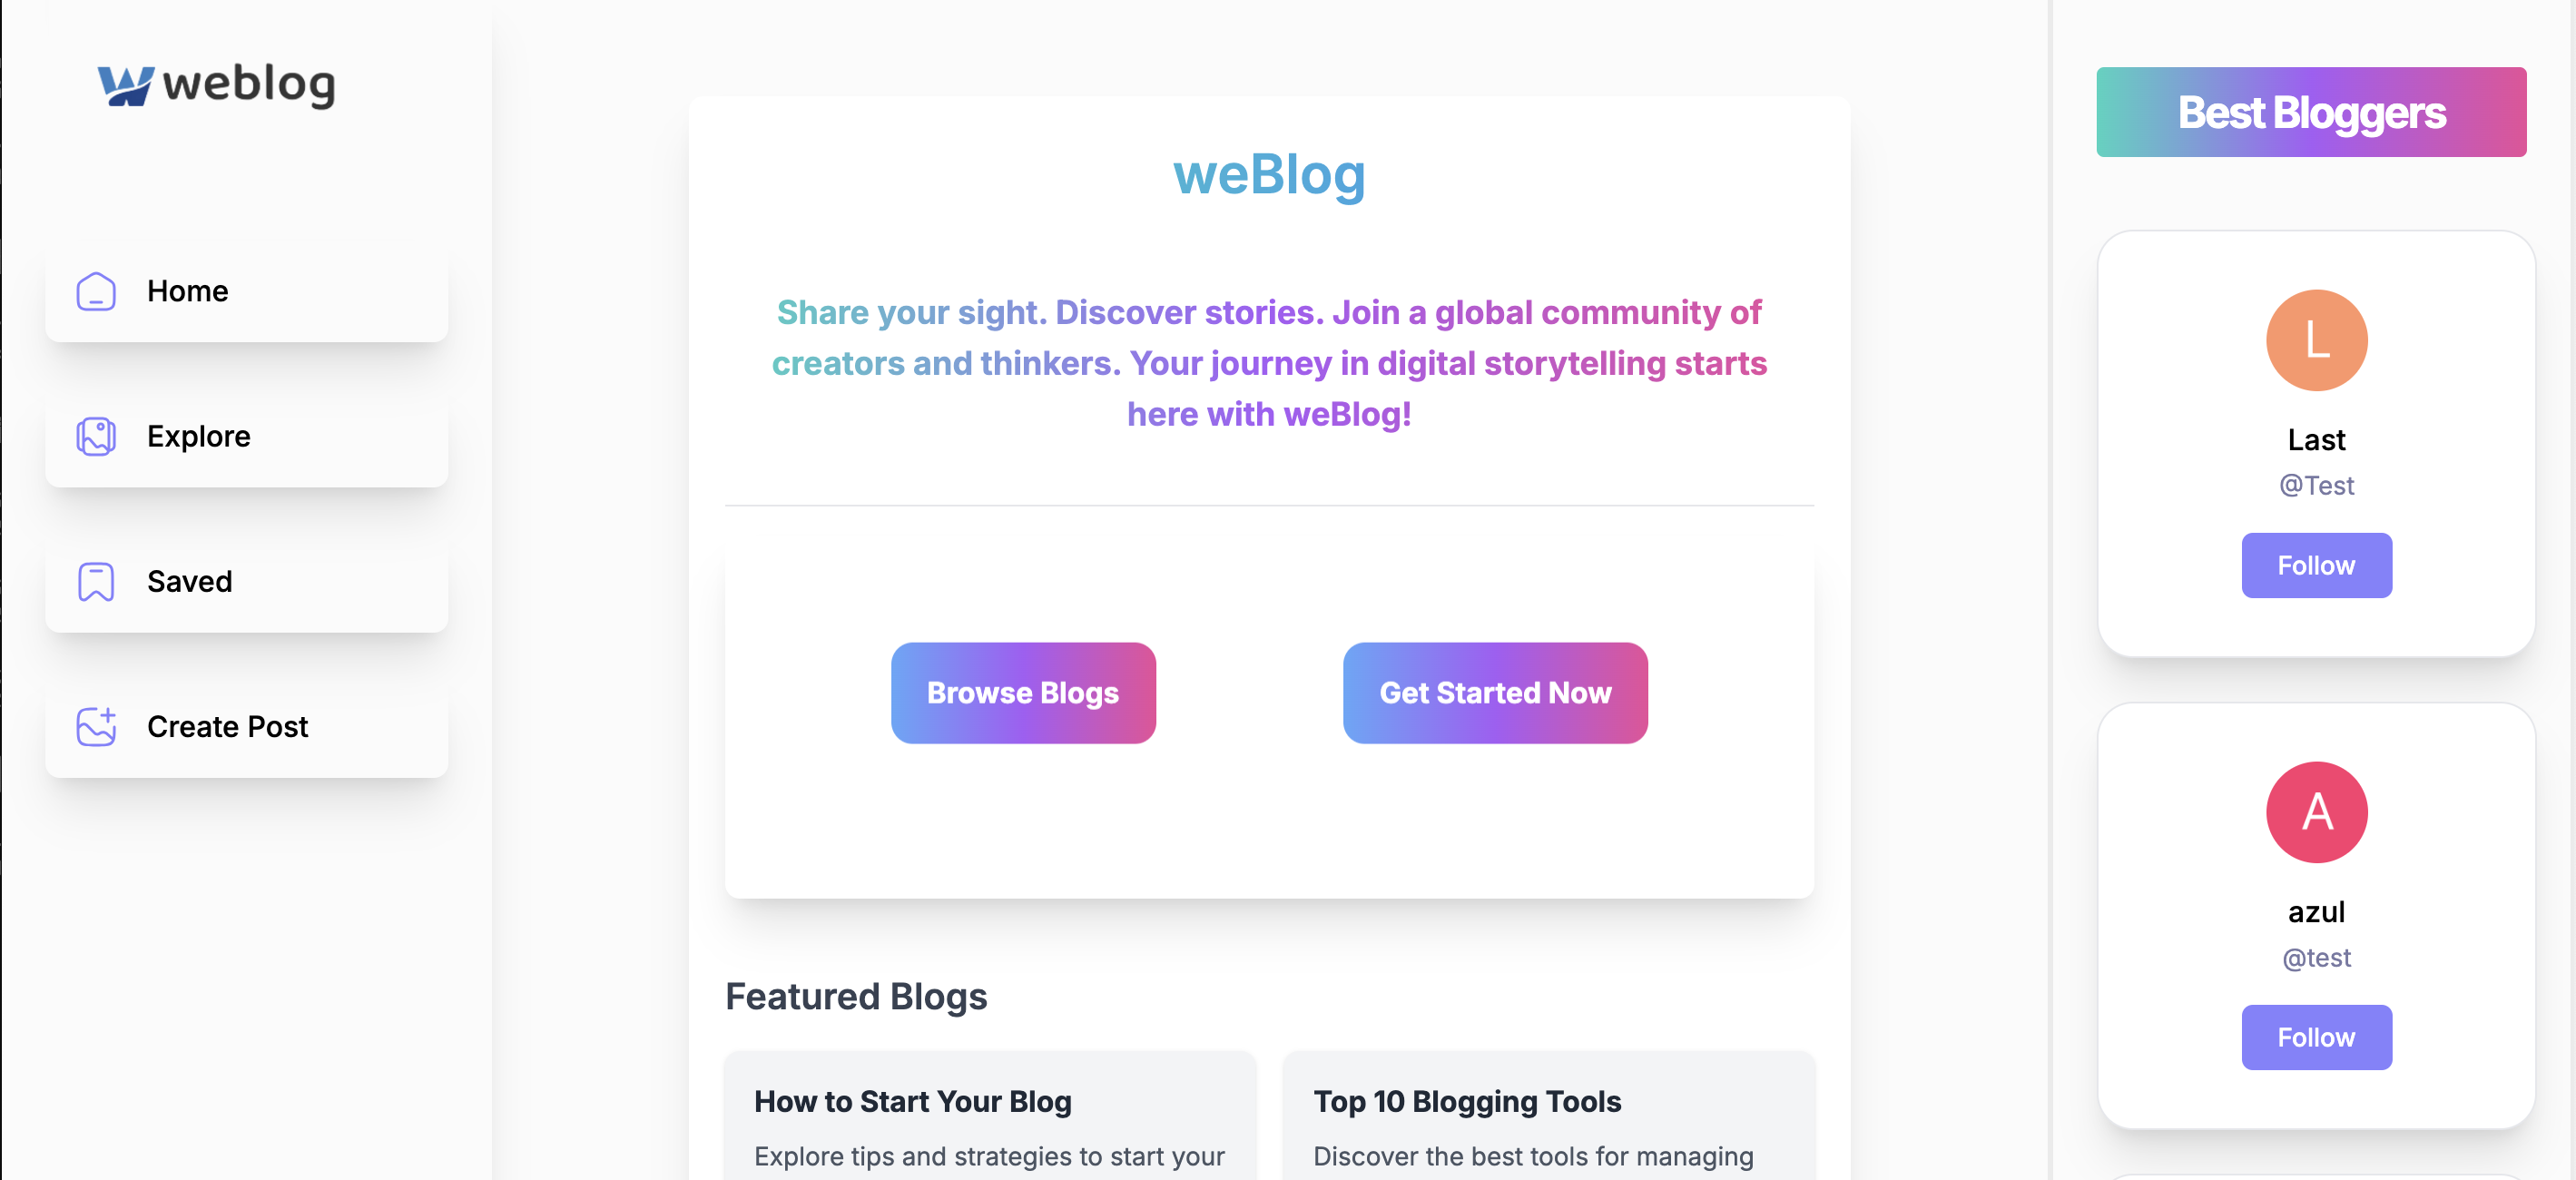 weblog
Home
Explore
Saved
Create Post
weBlog
Share your sight. Discover stories. Join a global community of
creators and thinkers. Your journey in digital storytelling starts
here with weBlog!
Browse Blogs
Get Started Now
Featured Blogs
How to Start Your Blog
Explore tips and strategies to start your
Top 10 Blogging Tools
Discover the best tools for managing
Best Bloggers
L
Last
@Test
Follow
A
azul
@test
Follow